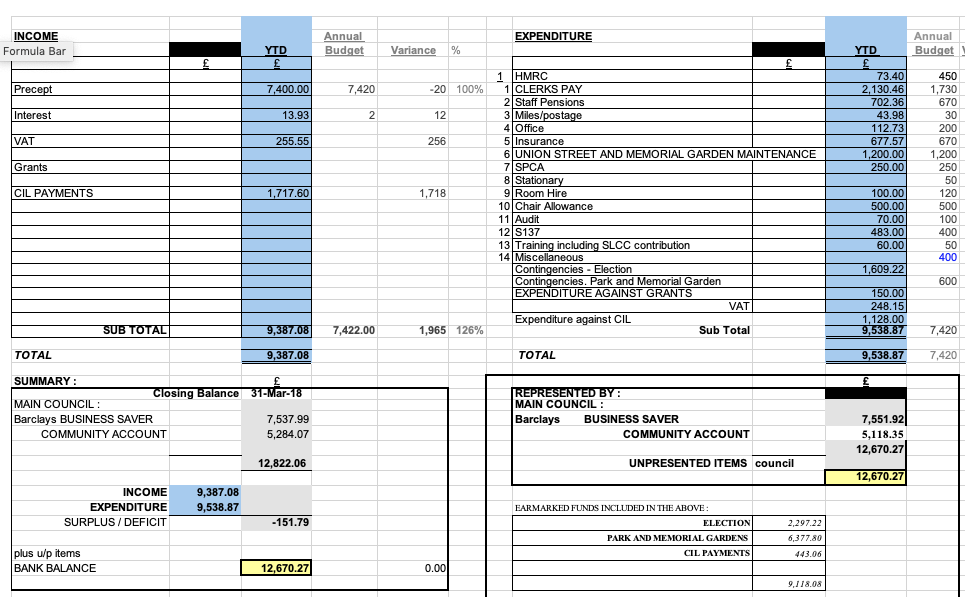 INCOME EXPENDITURE
Annual Annual
Formula Bar YTD Budget Variance % YTD Budget
£ £ £ £
1 HMRC 73.40 450
Precept 7,400.00 7,420 -20 100% 1 CLERKS PAY 2,130.46 1,730
2 Staff Pensions 702.36 670
Interest 13.93 2 12 3 Miles/postage 43.98 30
4 Office 112.73 200
VAT 255.55 256 5 Insurance 677.57 670
6 UNION STREET AND MEMORIAL GARDEN MAINTENANCE 1,200.00 1,200
Grants 7 SPCA 250.00 250
8 Stationary 50
CIL PAYMENTS 1,717.60 1,718 9 Room Hire 100.00 120
10 Chair Allowance 500.00 500
11 Audit 70.00 100
12 S137 483.00 400
13 Training including SLCC contribution 60.00 50
14 Miscellaneous 400
Contingencies - Election 1,609.22
Contingencies. Park and Memorial Garden 600
EXPENDITURE AGAINST GRANTS 150.00
VAT 248.15
Expenditure against CIL 1,128.00
SUB TOTAL 9,387.08 7,422.00 1,965 126% Sub Total 9,538.87 7,420
TOTAL 9,387.08 TOTAL 9,538.87 7,420
SUMMARY : £ £
Closing Balance 31-Mar-18 REPRESENTED BY :
MAIN COUNCIL : MAIN COUNCIL :
Barclays BUSINESS SAVER 7,537.99 Barclays BUSINESS SAVER 7,551.92
COMMUNITY ACCOUNT 5,284.07 COMMUNITY ACCOUNT 5,118.35
12,670.27
12,822.06 UNPRESENTED ITEMS council
12,670.27
INCOME 9,387.08
EXPENDITURE 9,538.87 EARMARKED FUNDS INCLUDED IN THE ABOVE :
SURPLUS / DEFICIT -151.79 ELECTION 2,297.22
PARK AND MEMORIAL GARDENS 6,377.80
plus u/p items CIL PAYMENTS 443.06
BANK BALANCE 12,670.27 0.00
9,118.08